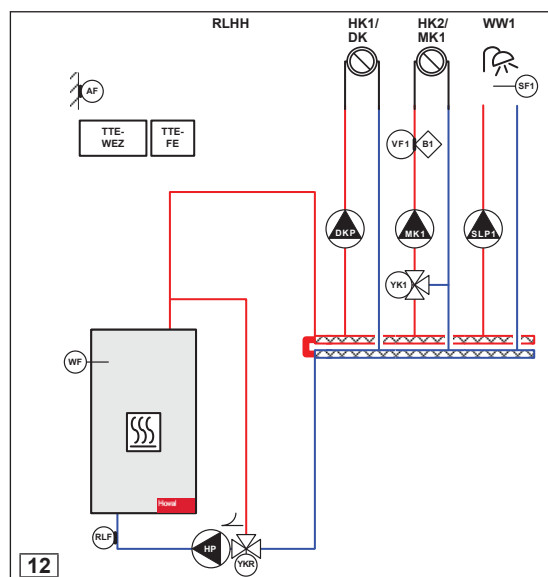 RLHH
HK1/
DK
HK2/
MK1
WW1
AF
SF1
TTE-
WEZ
TTE-
FE
VF1
B1
DKP
MK1
SLP1
YK1
WF
Hoval
RLF
HP
YKR
12